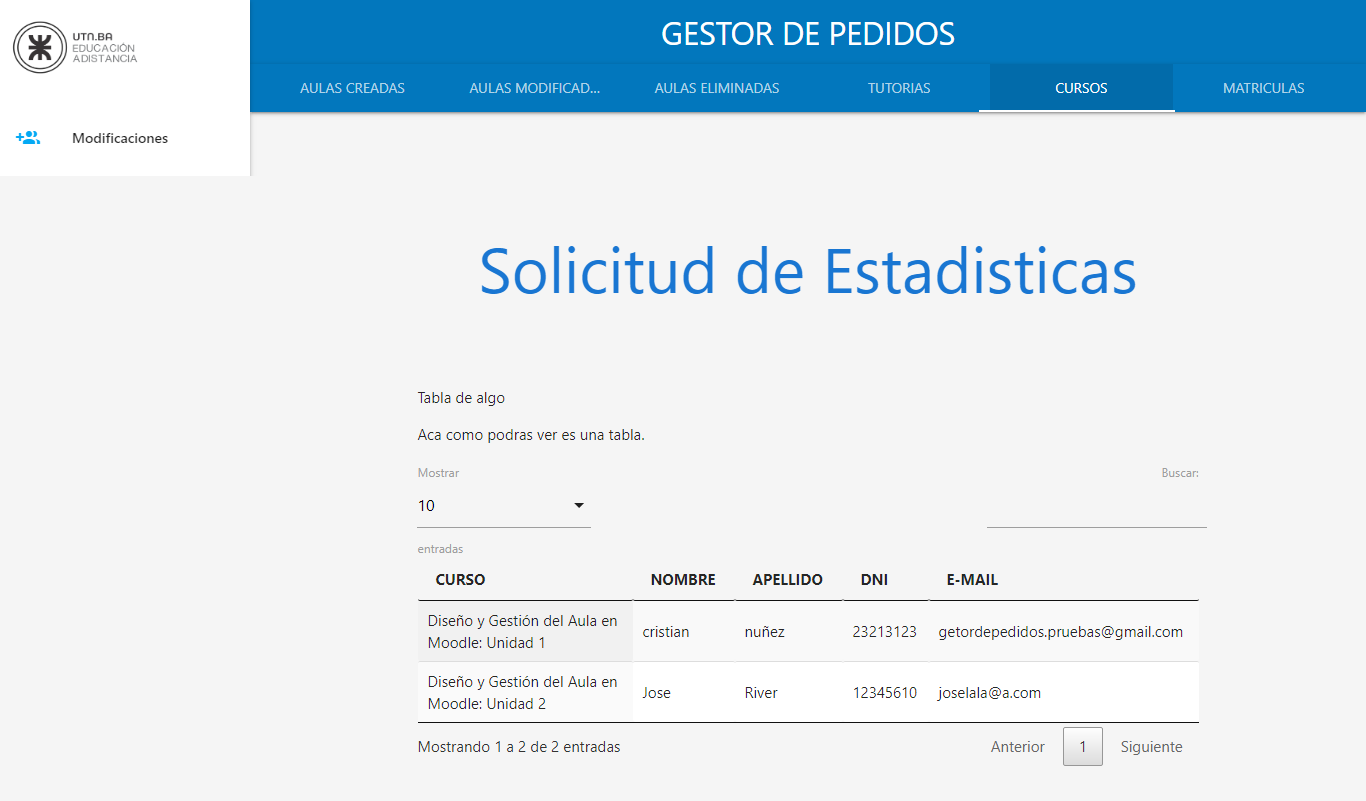 UTN.BA
EDUCACIÓN
ADISTANCIA
Modificaciones
GESTOR DE PEDIDOS
AULAS CREADAS AULAS MODIFICAD... AULAS ELIMINADAS TUTORIAS CURSOS MATRICULAS
Solicitud de Estadisticas
Tabla de algo
Aca como podras ver es una tabla.
Mostrar Buscar:
10
entradas
CURSO NOMBRE APELLIDO DNI E-MAIL
Diseño y Gestión del Aula en
Moodle: Unidad 1 cristian nuñez 23213123 getordepedidos.pruebas@gmail.com
Diseño y Gestión del Aula en
Moodle: Unidad 2 Jose River 12345610 joselala@a.com
Mostrando 1 a 2 de 2 entradas Anterior 1 Siguiente